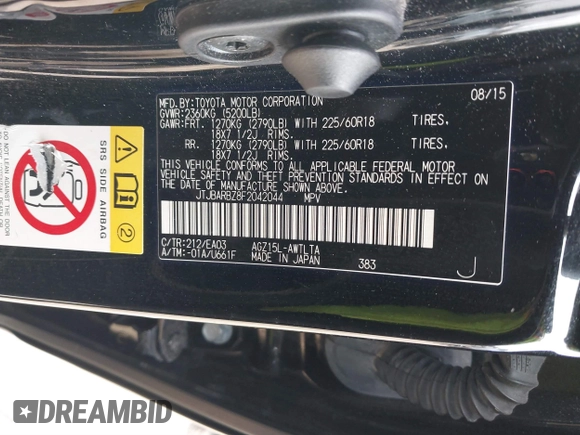 MFD.BY:TOYOTA MOTOR CORPORATION 08/15
GVWR:2360KG (5200LB)
GAWR:FRT. 1270KG (2790LB) WITH 225/60R18 TIRES.
18X7 1/2J RIMS.
RR. 1270KG (2790LB) WITH 225/60R18 TIRES.
18X7 1/2J RIMS.
THIS VEHICLE CONFORMS TO ALL APPLICABLE FEDERAL MOTOR
VEHICLE SAFETY AND THEFT PREVENTION STANDARDS IN EFFECT
ON THE DATE OF MANUFACTURE SHOWN ABOVE.
JTJBARBZ8F2042044 MPV
C/TR:212/EA03 AGZ15L-AWTLTA
A/TM:-01A/U661F MADE IN JAPAN 383 J
SIDE AIRBAG
2
DREAMBID